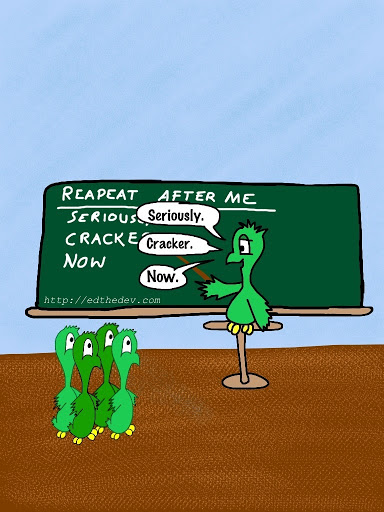 REAPEAT AFTER ME
SERIOUS
CRACKE
NOW
Seriously.
Cracker.
Now.
http://edthedev.com